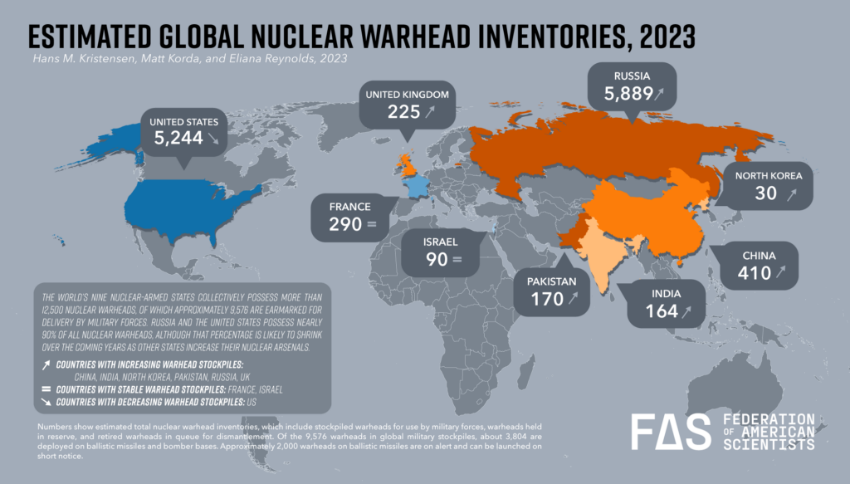 ESTIMATED GLOBAL NUCLEAR WARHEAD INVENTORIES, 2023
Hans M. Kristensen, Matt Korda, and Eliana Reynolds, 2023
RUSSIA
5,889
UNITED KINGDOM
225
UNITED STATES
5,244
NORTH KOREA
30
FRANCE
290 =
ISRAEL
90 =
CHINA
410
PAKISTAN
170
INDIA
164
THE WORLD'S NINE NUCLEAR-ARMED STATES COLLECTIVELY POSSESS MORE THAN
12,500 NUCLEAR WARHEADS, OF WHICH APPROXIMATELY 9,576 ARE EARMARKED FOR
DELIVERY BY MILITARY FORCES. RUSSIA AND THE UNITED STATES POSSESS NEARLY
90% OF ALL NUCLEAR WARHEADS, ALTHOUGH THAT PERCENTAGE IS LIKELY TO SHRINK
OVER THE COMING YEARS AS OTHER STATES INCREASE THEIR NUCLEAR ARSENALS.
COUNTRIES WITH INCREASING WARHEAD STOCKPILES:
CHINA, INDIA, NORTH KOREA, PAKISTAN, RUSSIA, UK
= COUNTRIES WITH STABLE WARHEAD STOCKPILES: FRANCE, ISRAEL
COUNTRIES WITH DECREASING WARHEAD STOCKPILES: US
Numbers show estimated total nuclear warhead inventories, which include stockpiled warheads for use by military forces, warheads held
in reserve, and retired warheads in queue for dismantlement. Of the 9,576 warheads in global military stockpiles, about 3,804 are
deployed on ballistic missiles and bomber bases. Approximately 2,000 warheads on ballistic missiles are on alert and can be launched on
short notice.
FAS
FEDERATION
OF AMERICAN
SCIENTISTS